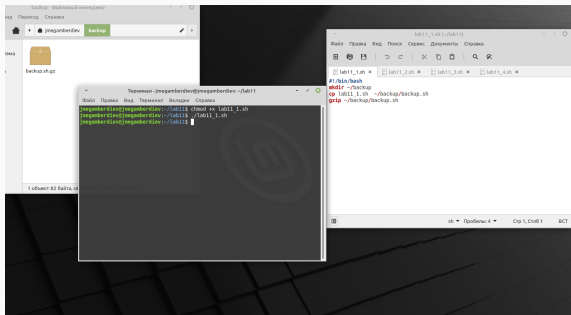 backup - Файловый менеджер
Вид Переход Справка
jmegamberdiev backup
backup.sh.gz
1 объект: 82 байта,
Терминал - jmegamberdiev@jmegamberdiev: ~/lab11
Файл Правка Вид Терминал Вкладки Справка
jmegamberdiev@jmegamberdiev:~/lab11$ chmod +x lab11_1.sh
jmegamberdiev@jmegamberdiev:~/lab11$ ./lab11_1.sh
jmegamberdiev@jmegamberdiev:~/lab11$
lab11_1.sh (~/lab11)
Файл Правка Вид Поиск Сервис Документы Справка
lab11_1.sh lab11_2.sh lab11_3.sh lab11_4.sh
#!/bin/bash
mkdir ~/backup
cp lab11_1.sh ~/backup/backup.sh
gzip ~/backup/backup.sh
sh Пробелы: 4 Стр 1, Стлб 1 ВСТ